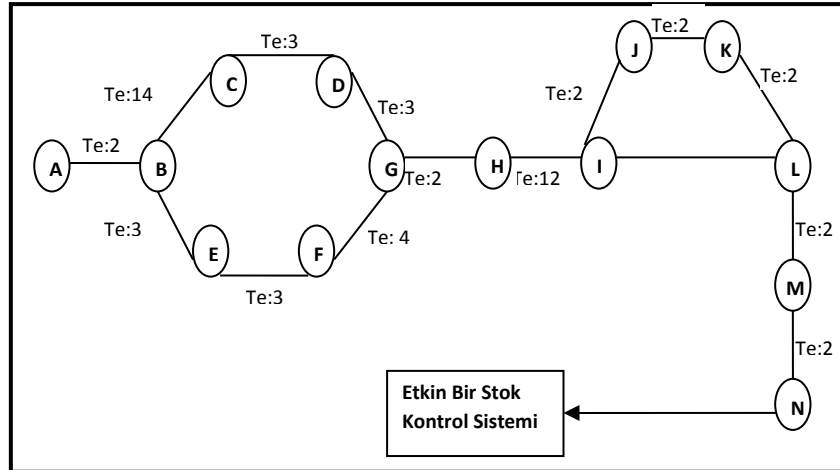 Te:2
Te:3
J
K
C
D
Te:2
Te:14
Te:2
Te:3
Te:2
A
B
G
Te:2
H
Te:12
I
L
Te:3
Te: 4
Te:2
E
F
M
Te:3
Te:2
Etkin Bir Stok
Kontrol Sistemi
N